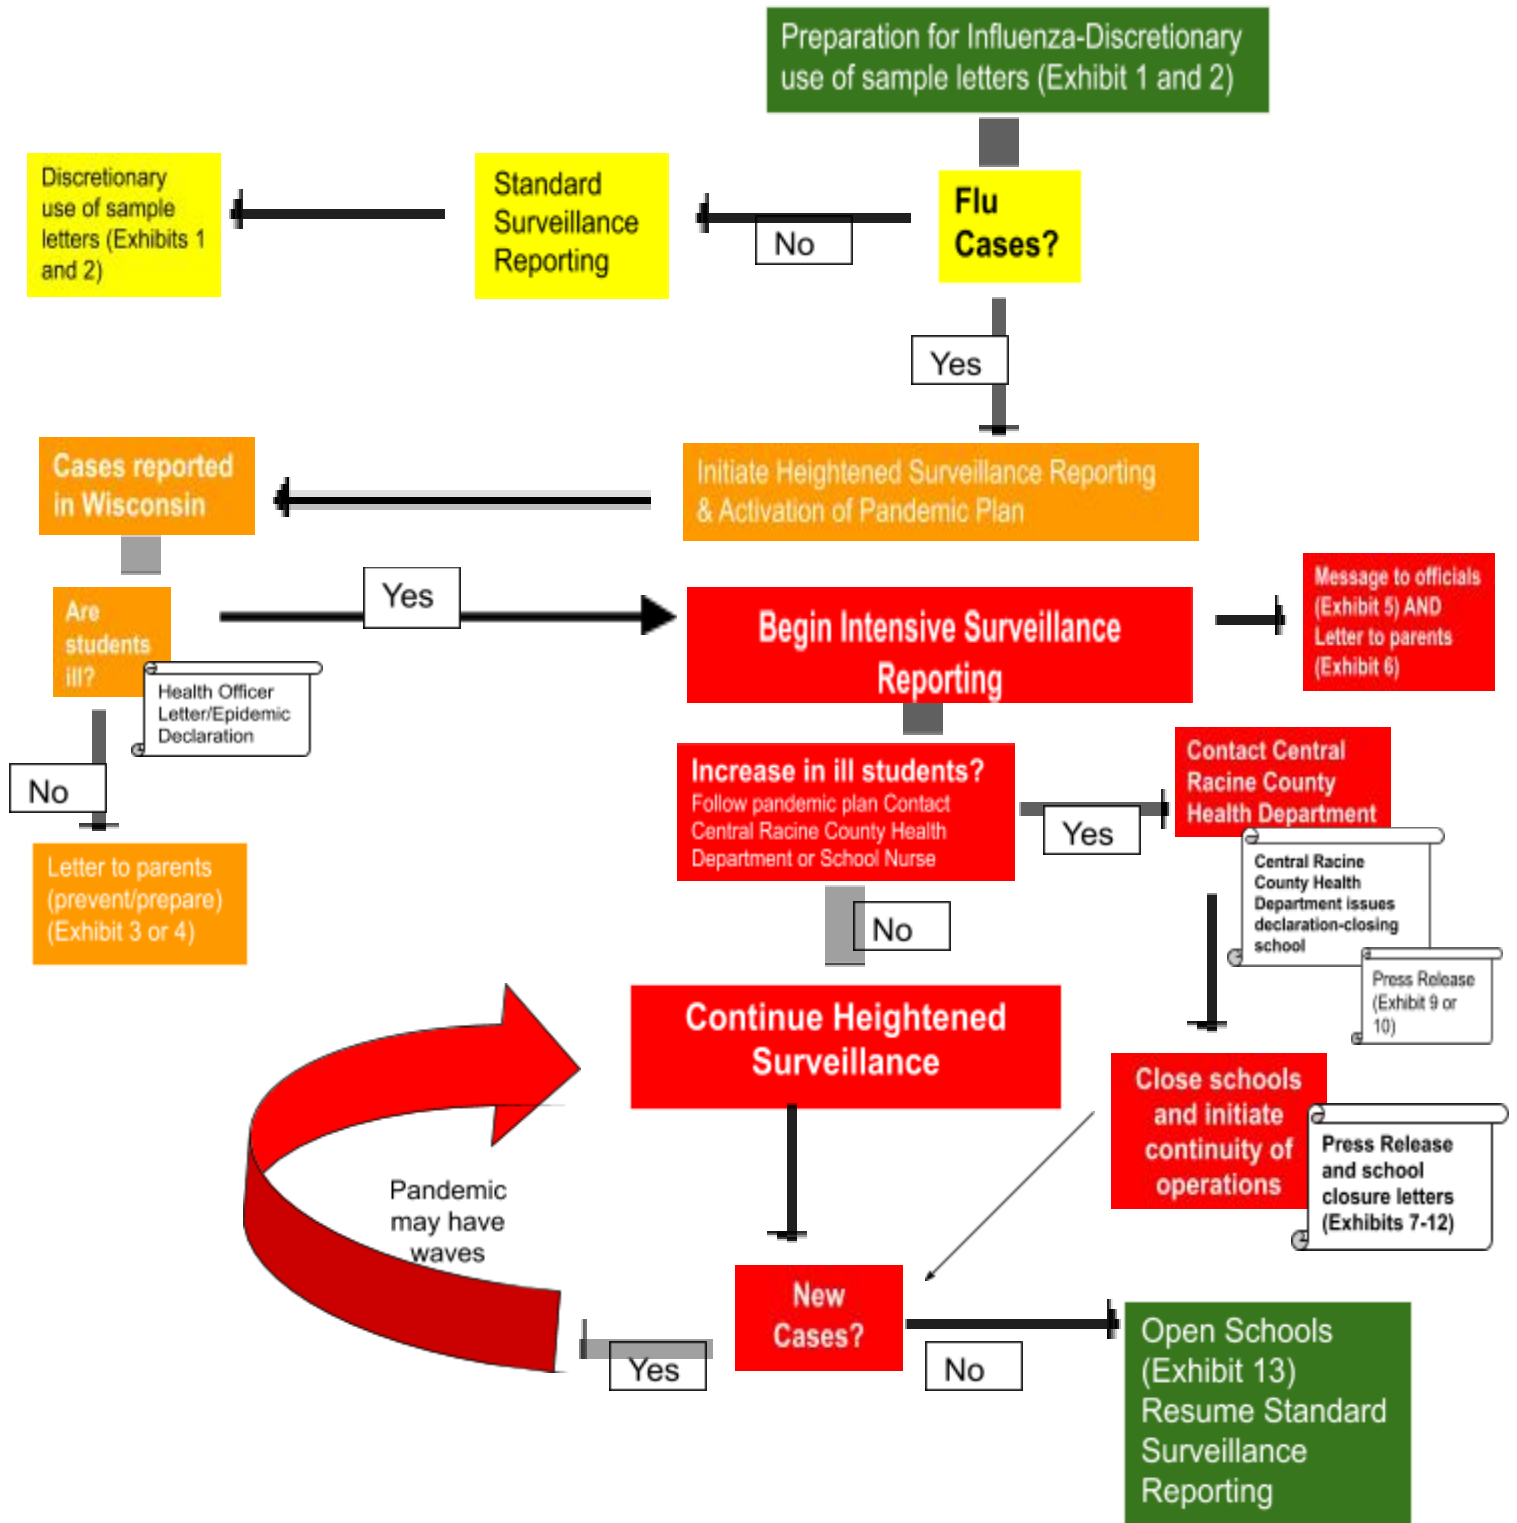 Preparation for Influenza-Discretionary
use of sample letters (Exhibit 1 and 2)
Discretionary
use of sample
letters (Exhibits 1
and 2)
Standard
Surveillance
Reporting
No
Flu
Cases?
Yes
Cases reported
in Wisconsin
Initiate Heightened Surveillance Reporting
& Activation of Pandemic Plan
Are
students
ill?
Health Officer
Letter/Epidemic
Declaration
Yes
Begin Intensive Surveillance
Reporting
Message to officials
(Exhibit 5) AND
Letter to parents
(Exhibit 6)
No
Letter to parents
(prevent/prepare)
(Exhibit 3 or 4)
Increase in ill students?
Follow pandemic plan Contact
Central Racine County Health
Department or School Nurse
Yes
Contact Central
Racine County
Health Department
Central Racine
County Health
Department issues
declaration-closing
school
Press Release
(Exhibit 9 or
10)
No
Continue Heightened
Surveillance
Close schools
and initiate
continuity of
operations
Press Release
and school
closure letters
(Exhibits 7-12)
Pandemic
may have
waves
New
Cases?
Yes
No
Open Schools
(Exhibit 13)
Resume Standard
Surveillance
Reporting